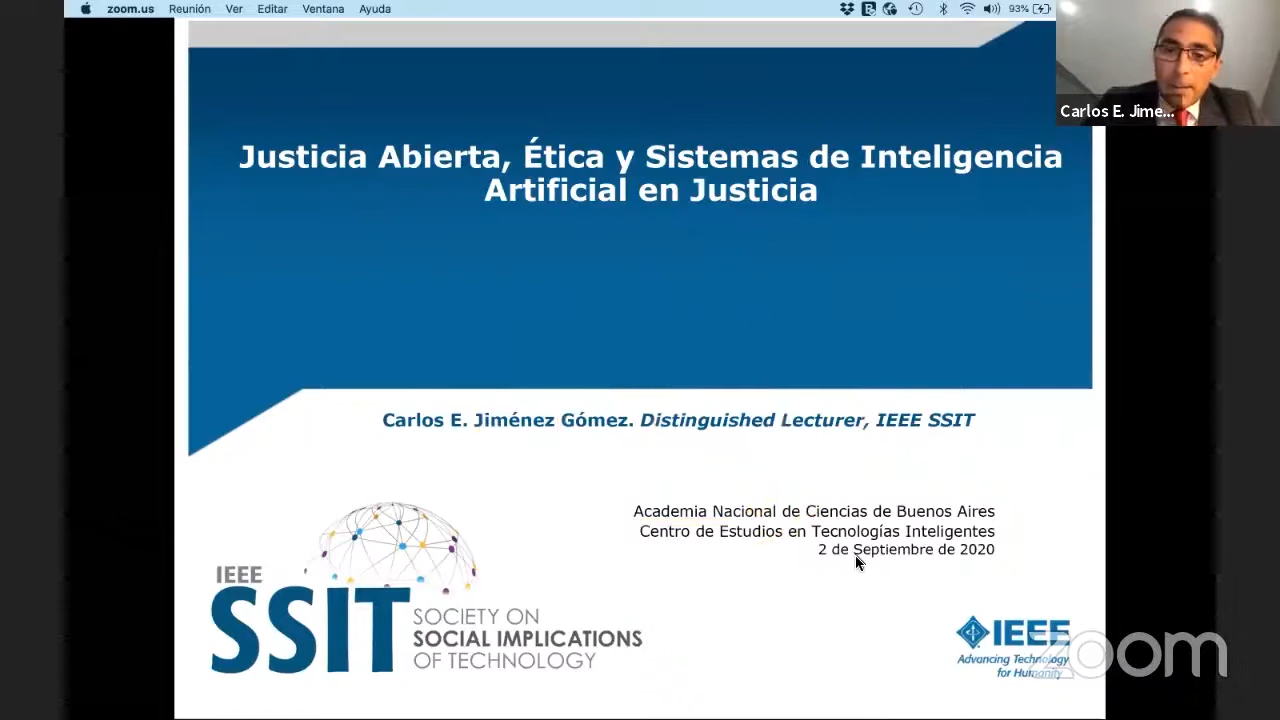 zoom.us Reunión Ver Editar Ventana Ayuda 93%
Carlos E. Jime...
Justicia Abierta, Ética y Sistemas de Inteligencia
Artificial en Justicia
Carlos E. Jiménez Gómez. Distinguished Lecturer, IEEE SSIT
Academia Nacional de Ciencias de Buenos Aires
Centro de Estudios en Tecnologías Inteligentes
2 de Septiembre de 2020
IEEE
SSIT
SOCIETY ON
SOCIAL IMPLICATIONS
OF TECHNOLOGY
IEEE
Advancing Technology
for Humanity
zoom